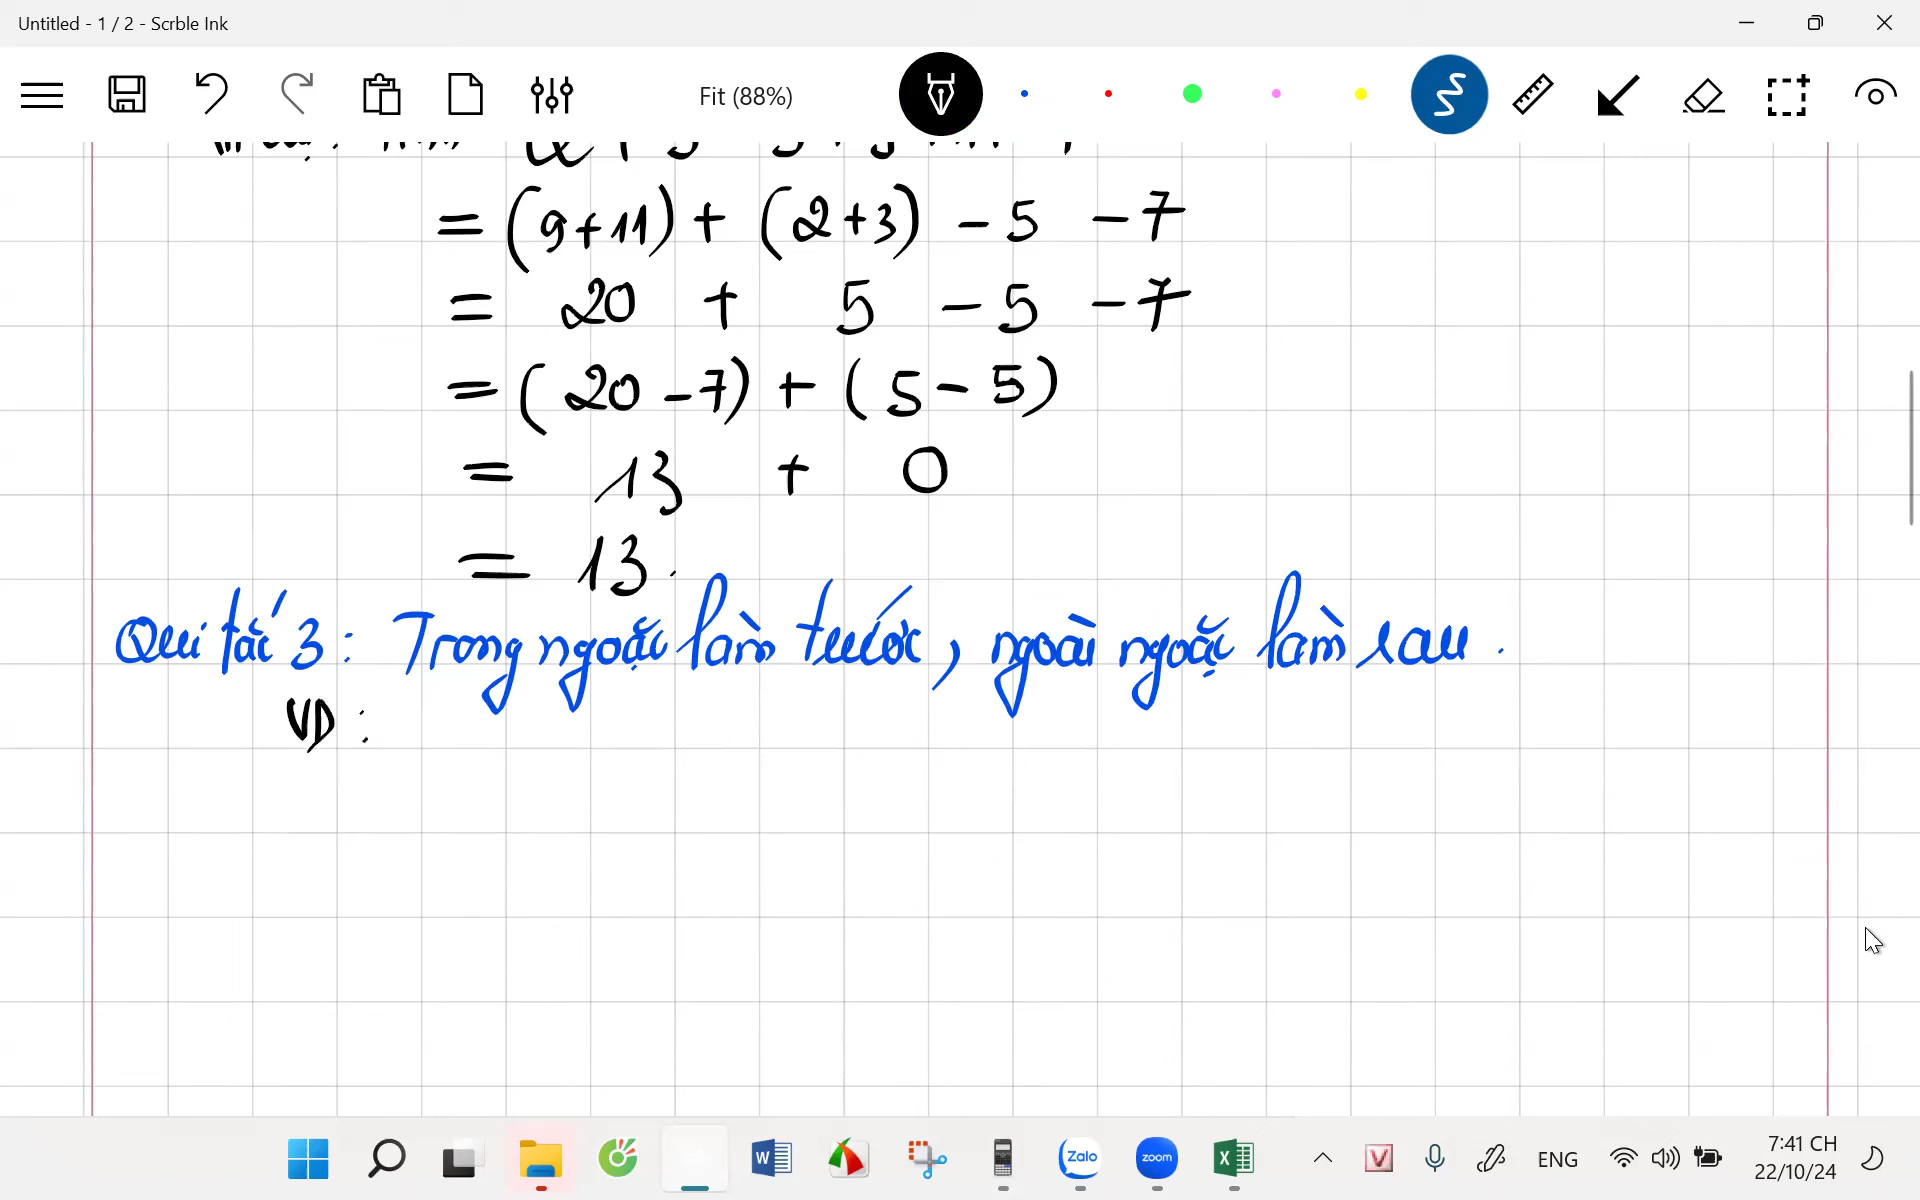 Untitled - 1 / 2 - Scrble Ink
Fit (88%)
= (9+11) + (2+3) - 5 - 7
= 20 + 5 - 5 - 7
= (20 - 7) + (5 - 5)
= 13 + 0
= 13.
Qui tắc 3: Trong ngoặc làm trước, ngoài ngoặc làm sau.
VD:
W
Zalo
zoom
X
V
ENG
7:41 CH
22/10/24